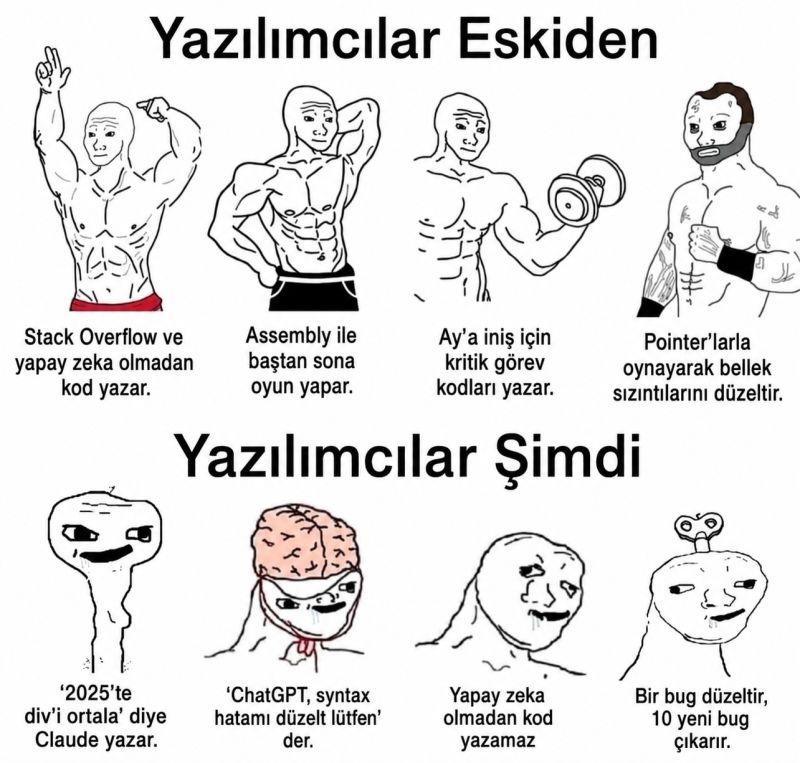 Yazılımcılar Eskiden
Stack Overflow ve
yapay zeka olmadan
kod yazar.
Assembly ile
baştan sona
oyun yapar.
Ay'a iniş için
kritik görev
kodları yazar.
Pointer'larla
oynayarak bellek
sızıntılarını düzeltir.
Yazılımcılar Şimdi
'2025'te
div'i ortala' diye
Claude yazar.
'ChatGPT, syntax
hatamı düzelt lütfen'
der.
Yapay zeka
olmadan kod
yazamaz
Bir bug düzeltir,
10 yeni bug
çıkarır.